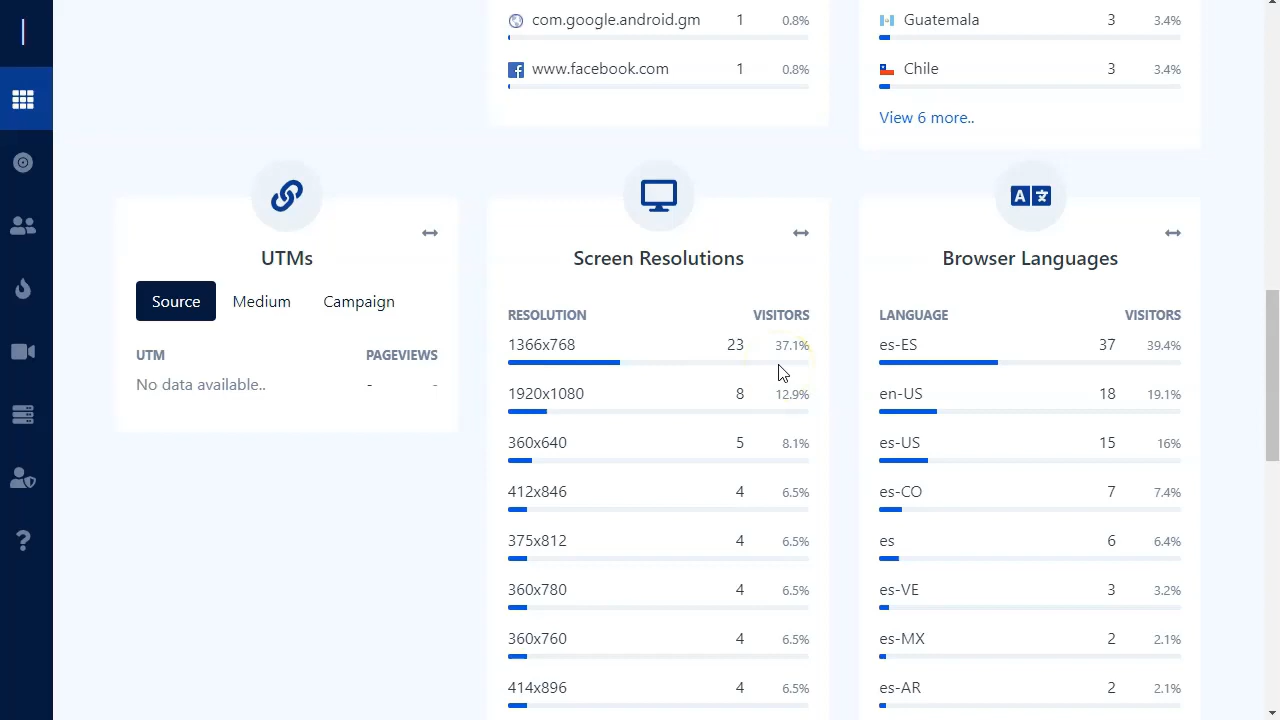 com.google.android.gm 1 0.8%
www.facebook.com 1 0.8%
Guatemala 3 3.4%
Chile 3 3.4%
View 6 more..
UTMs
Source Medium Campaign
UTM PAGEVIEWS
No data available.. - -
Screen Resolutions
RESOLUTION VISITORS
1366x768 23 37.1%
1920x1080 8 12.9%
360x640 5 8.1%
412x846 4 6.5%
375x812 4 6.5%
360x780 4 6.5%
360x760 4 6.5%
414x896 4 6.5%
A
Browser Languages
LANGUAGE VISITORS
es-ES 37 39.4%
en-US 18 19.1%
es-US 15 16%
es-CO 7 7.4%
es 6 6.4%
es-VE 3 3.2%
es-MX 2 2.1%
es-AR 2 2.1%